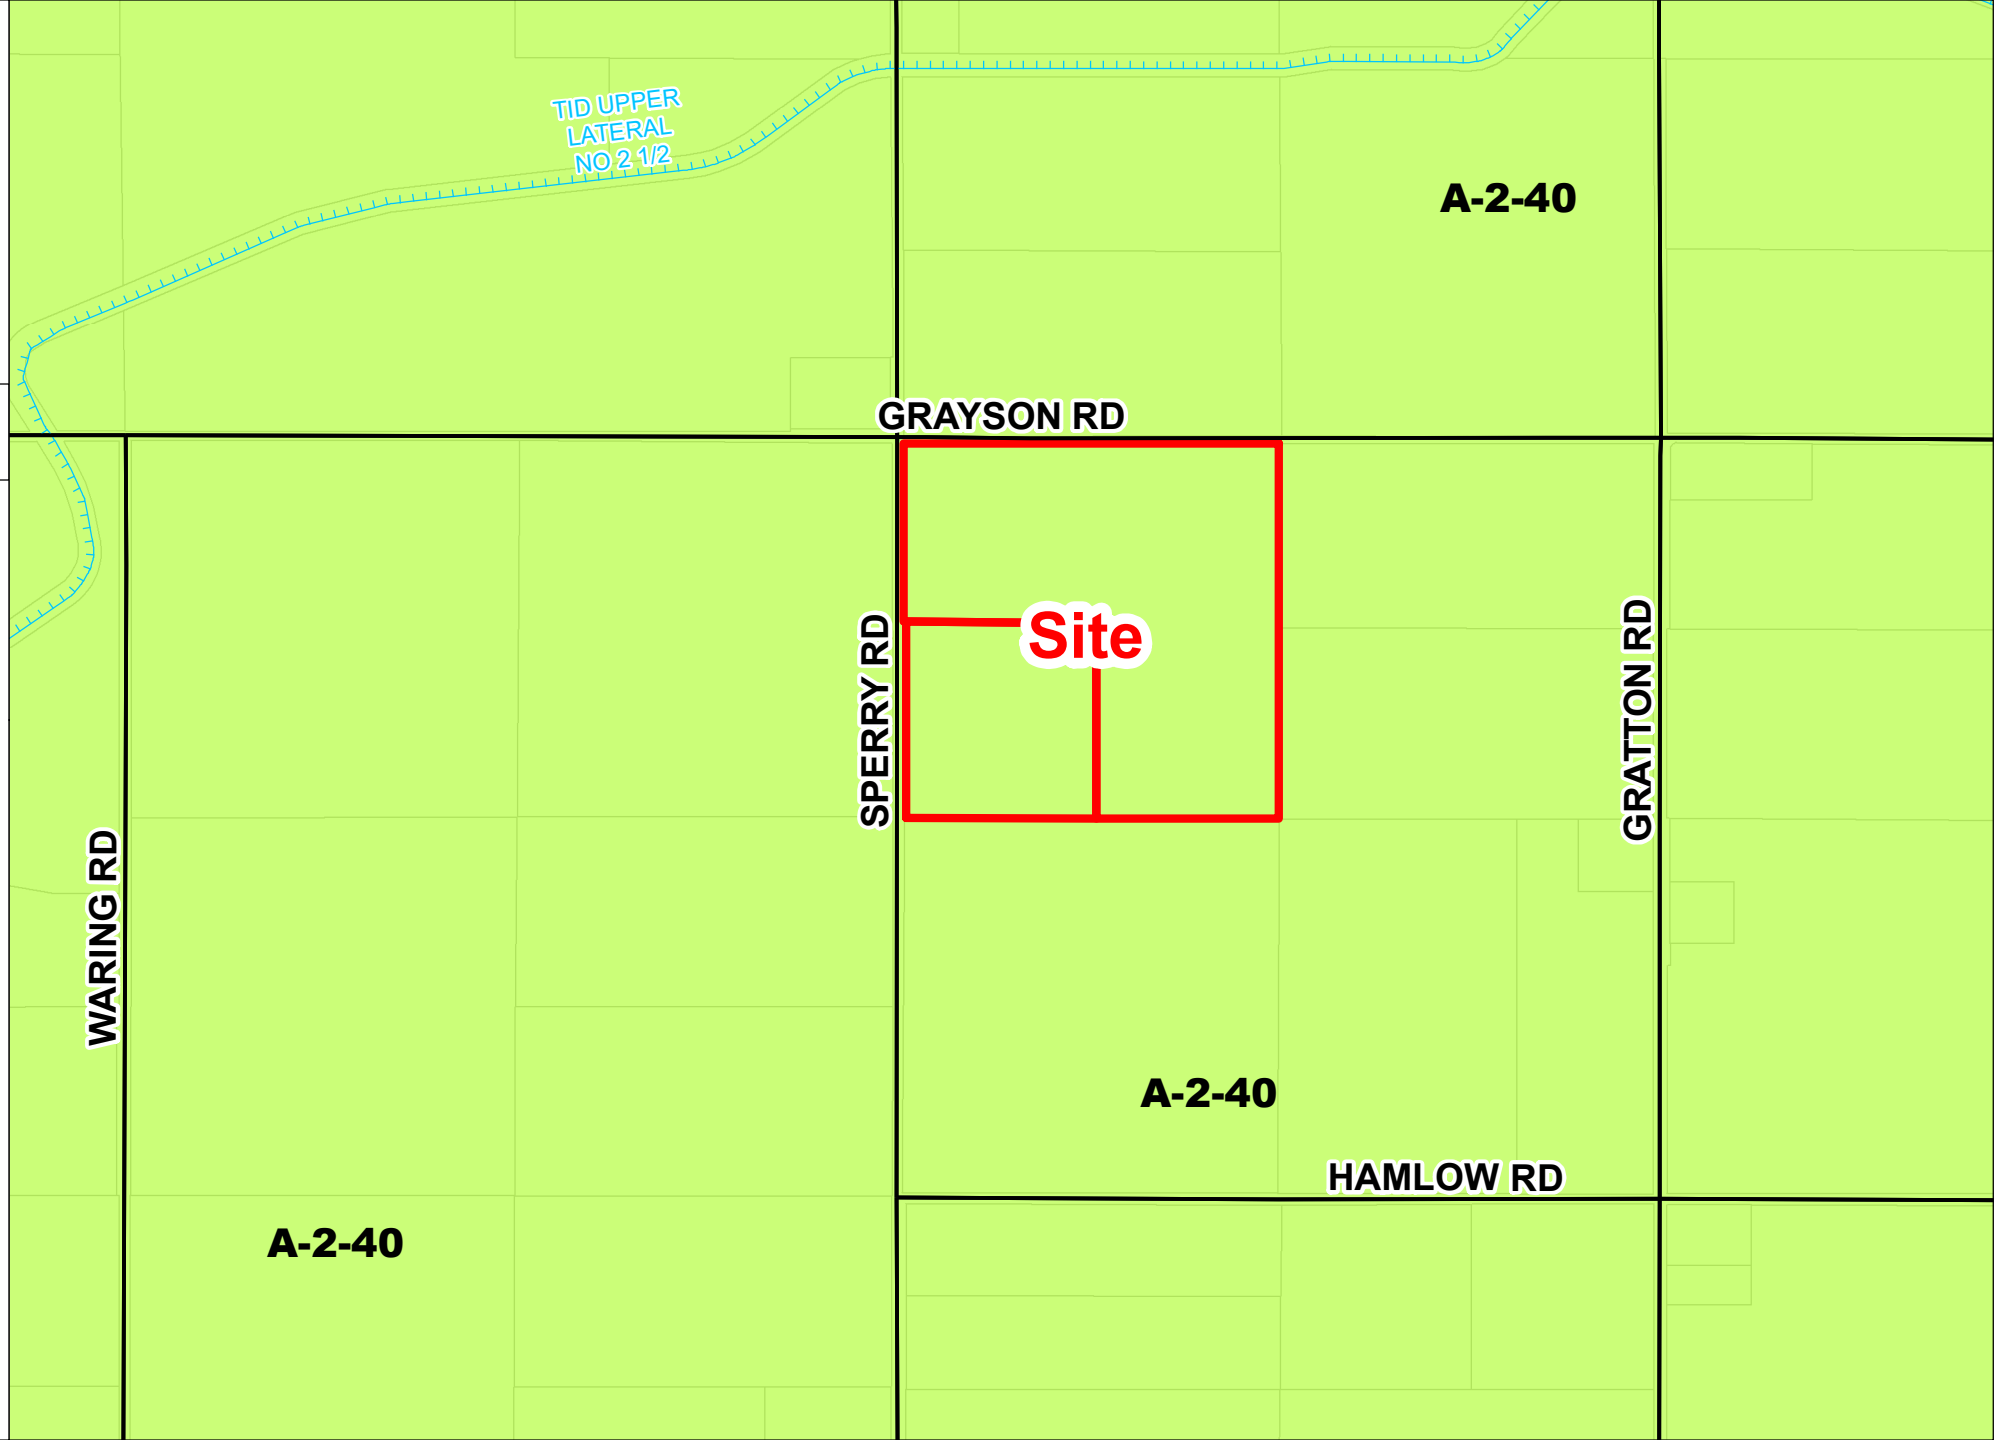 TID UPPER
LATERAL
NO 2 1/2
A-2-40
GRAYSON RD
Site
SPERRY RD
GRATTON RD
WARING RD
A-2-40
HAMLOW RD
A-2-40